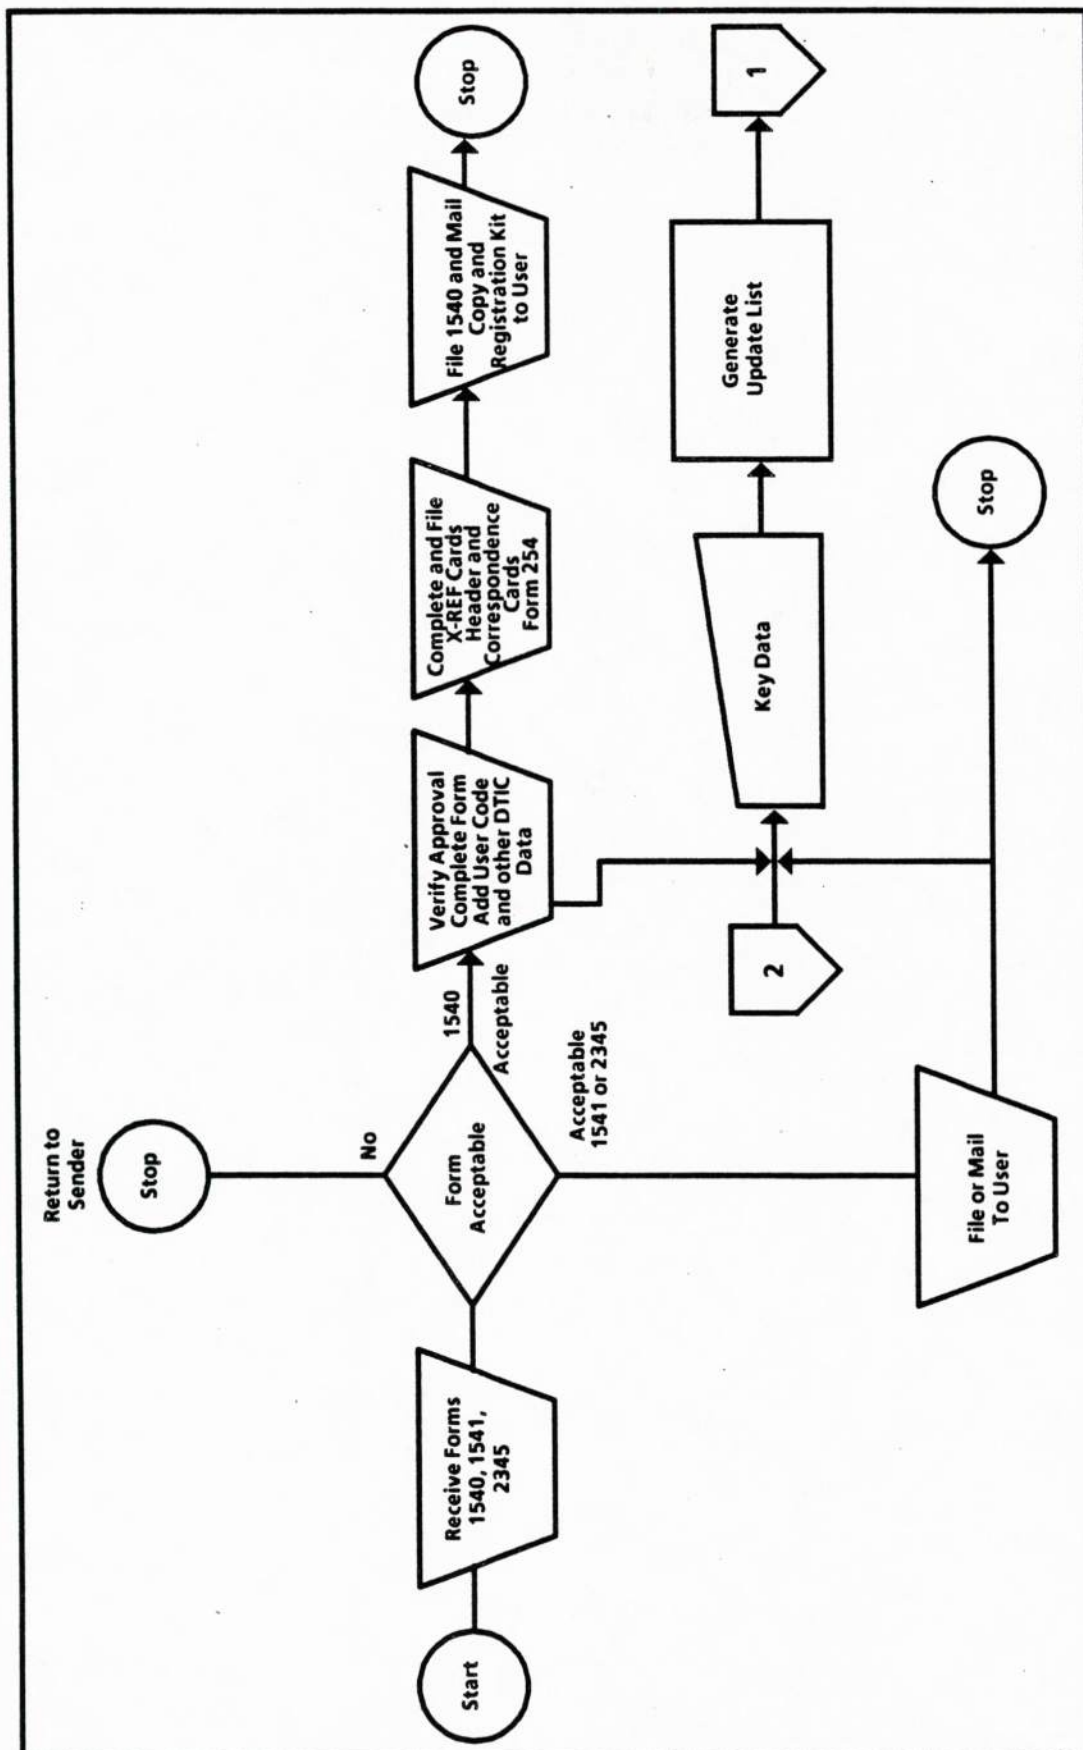 Start
Receive Forms
1540, 1541,
2345
Form
Acceptable
No
Return to
Sender
Stop
1540
Acceptable
Verify Approval
Complete Form
Add User Code
and other DTIC
Data
Complete and File
X-REF Cards
Header and
Correspondence
Cards
Form 254
File 1540 and Mail
Copy and
Registration Kit
to User
Stop
Acceptable
1541 or 2345
2
Key Data
Generate
Update List
1
File or Mail
To User
Stop